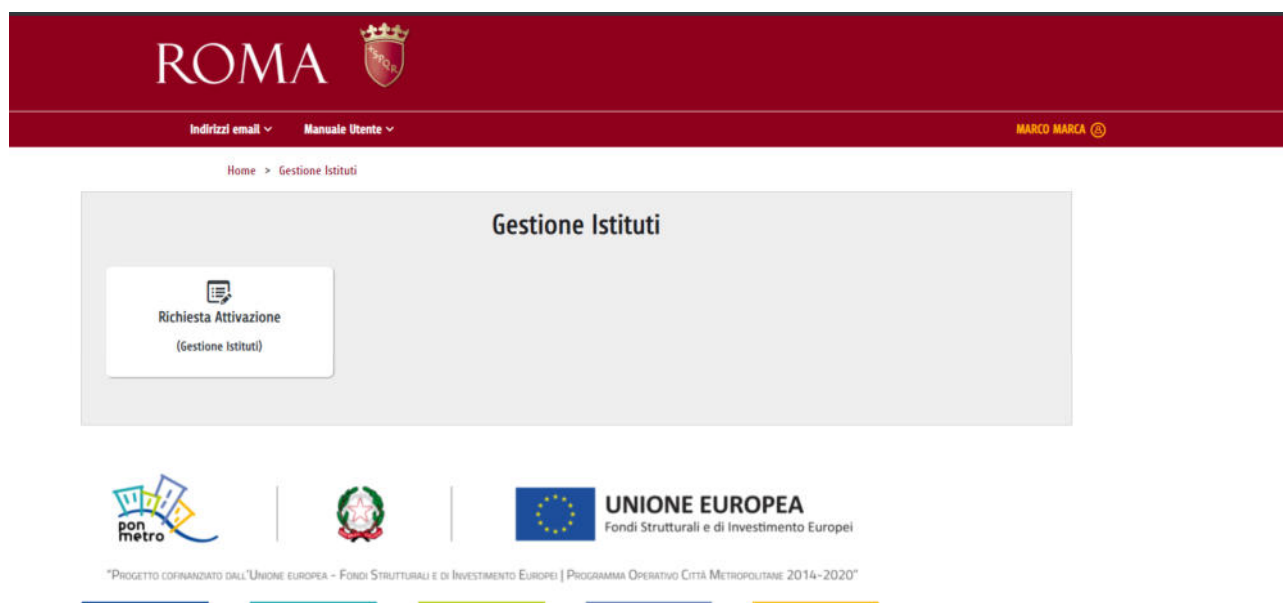 ROMA
SPQR
Indirizzi email Manuale Utente MARCO MARCA
Home > Gestione Istituti
Gestione Istituti
Richiesta Attivazione
(Gestione Istituti)
pon
metro
UNIONE EUROPEA
Fondi Strutturali e di Investimento Europei
"Progetto cofinanziato dall'Unione europea – Fondi Strutturali e di Investimento Europei | Programma Operativo Città Metropolitane 2014-2020"